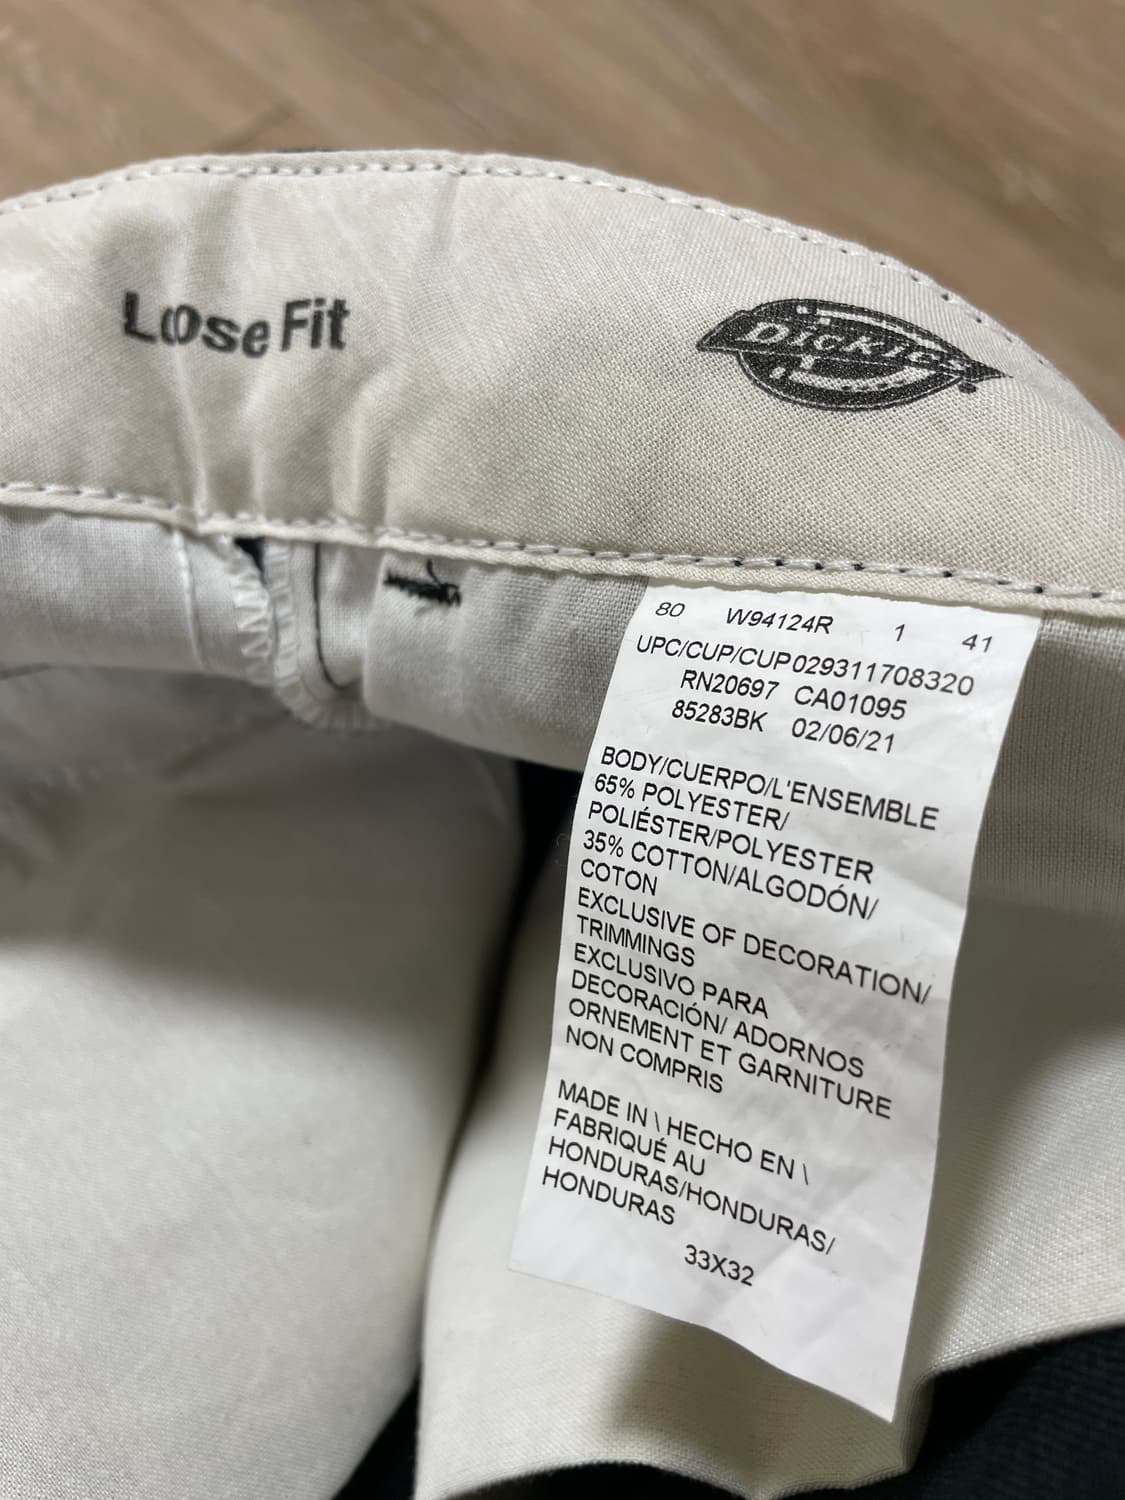 Loose Fit
Dickies
80 W94124R 1 41
UPC/CUP/CUP029311708320
RN20697 CA01095
85283BK 02/06/21
BODY/CUERPO/L'ENSEMBLE
65% POLYESTER/
POLIÉSTER/POLYESTER
35% COTTON/ALGODÓN/
COTON
EXCLUSIVE OF DECORATION/
TRIMMINGS
EXCLUSIVO PARA
DECORACIÓN/ ADORNOS
ORNEMENT ET GARNITURE
NON COMPRIS
MADE IN \ HECHO EN \
FABRIQUÉ AU
HONDURAS/HONDURAS/
HONDURAS
33X32